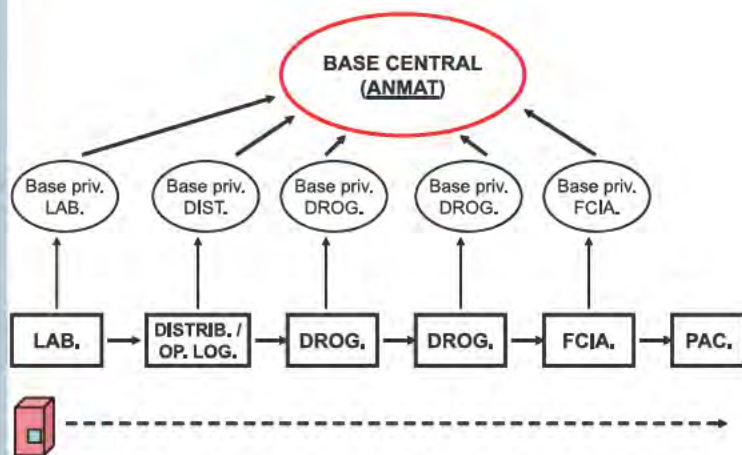 BASE CENTRAL
(ANMAT)
Base priv.
LAB.
Base priv.
DIST.
Base priv.
DROG.
Base priv.
DROG.
Base priv.
FCIA.
LAB.
DISTRIB. /
OP. LOG.
DROG.
DROG.
FCIA.
PAC.